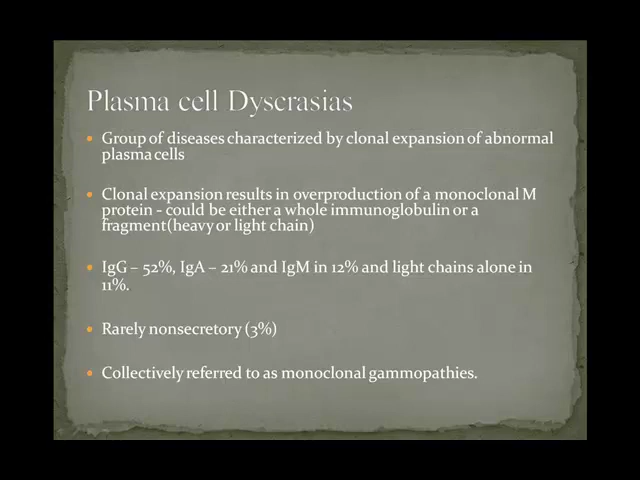 Plasma cell Dyscrasias
• Group of diseases characterized by clonal expansion of abnormal
plasma cells
• Clonal expansion results in overproduction of a monoclonal M
protein - could be either a whole immunoglobulin or a
fragment(heavy or light chain)
• IgG – 52%, IgA – 21% and IgM in 12% and light chains alone in
11%.
• Rarely nonsecretory (3%)
• Collectively referred to as monoclonal gammopathies.